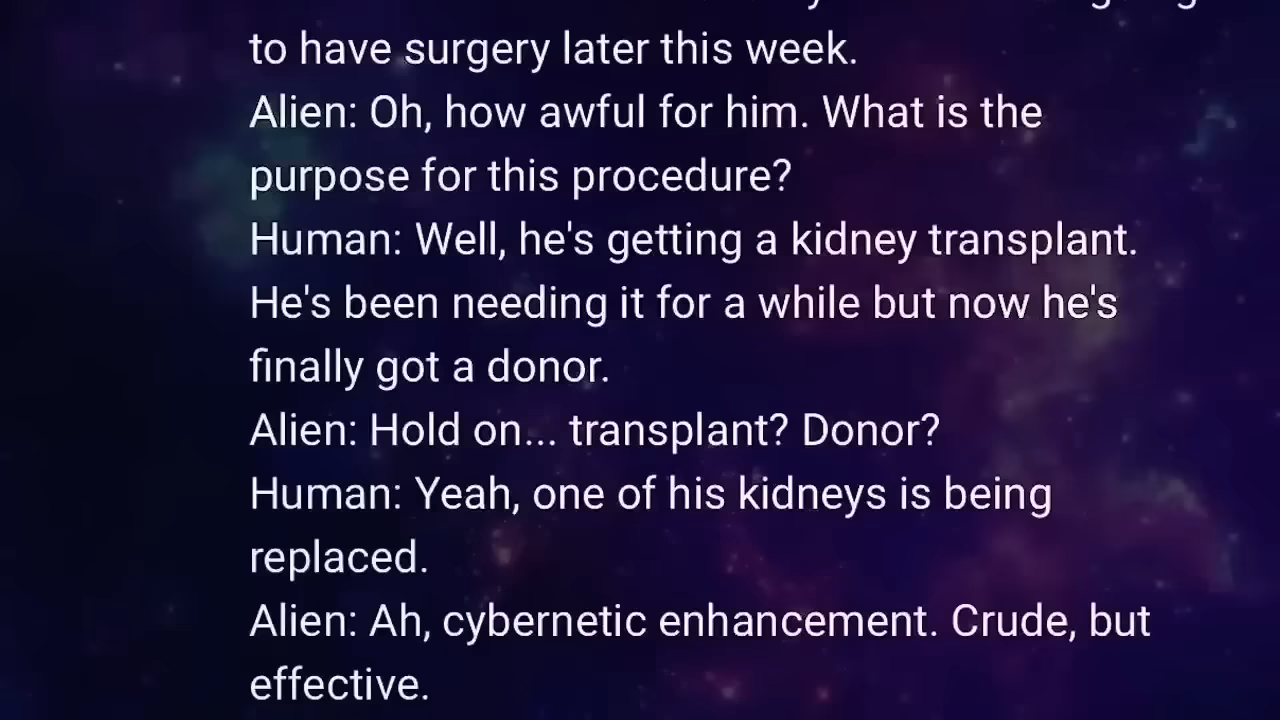 to have surgery later this week.
Alien: Oh, how awful for him. What is the
purpose for this procedure?
Human: Well, he's getting a kidney transplant.
He's been needing it for a while but now he's
finally got a donor.
Alien: Hold on... transplant? Donor?
Human: Yeah, one of his kidneys is being
replaced.
Alien: Ah, cybernetic enhancement. Crude, but
effective.